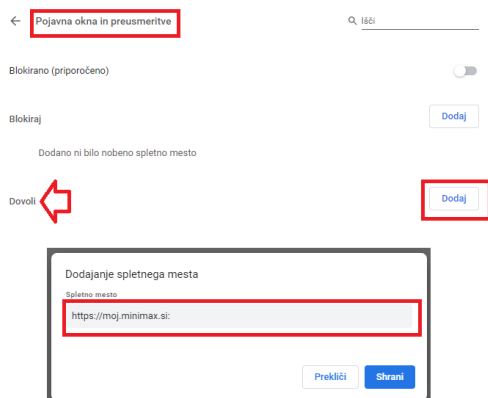 Pojavna okna in preusmeritve
Išči
Blokirano (priporočeno)
Blokiraj
Dodaj
Dodano ni bilo nobeno spletno mesto
Dovoli
Dodaj
Dodajanje spletnega mesta
Spletno mesto
https://moj.minimax.si:
Prekliči
Shrani